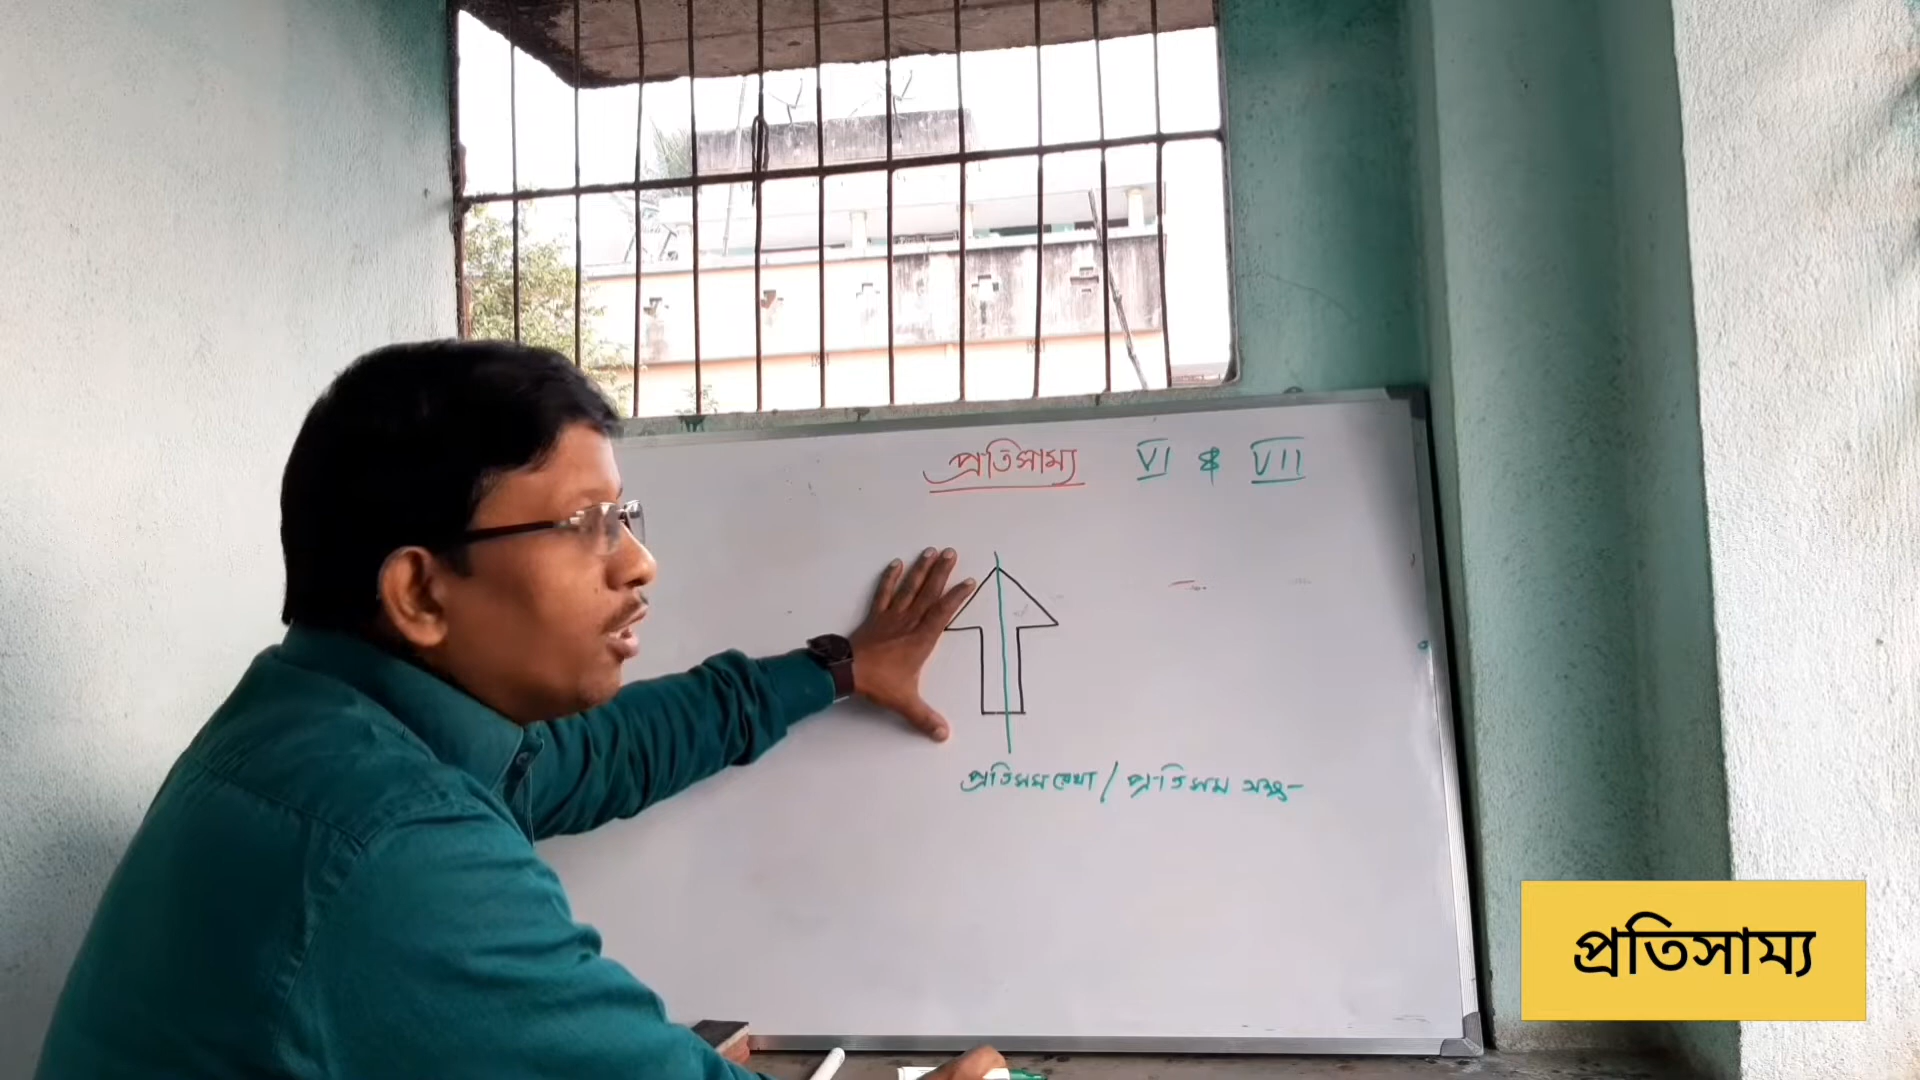 প্রতিসাম্য VI & VII
প্রতিসম রেখা / প্রতিসম অক্ষ-
প্রতিসাম্য